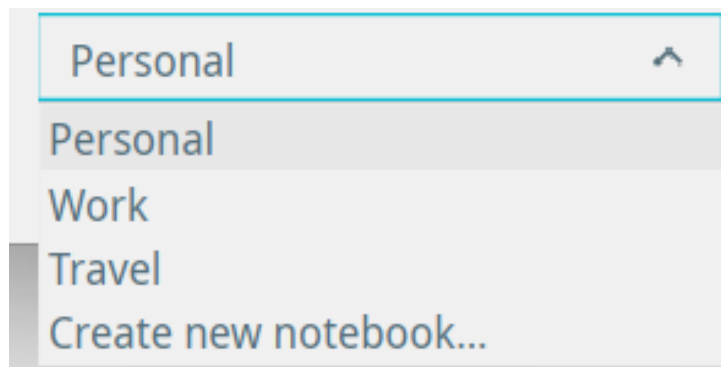 Personal
Personal
Work
Travel
Create new notebook...